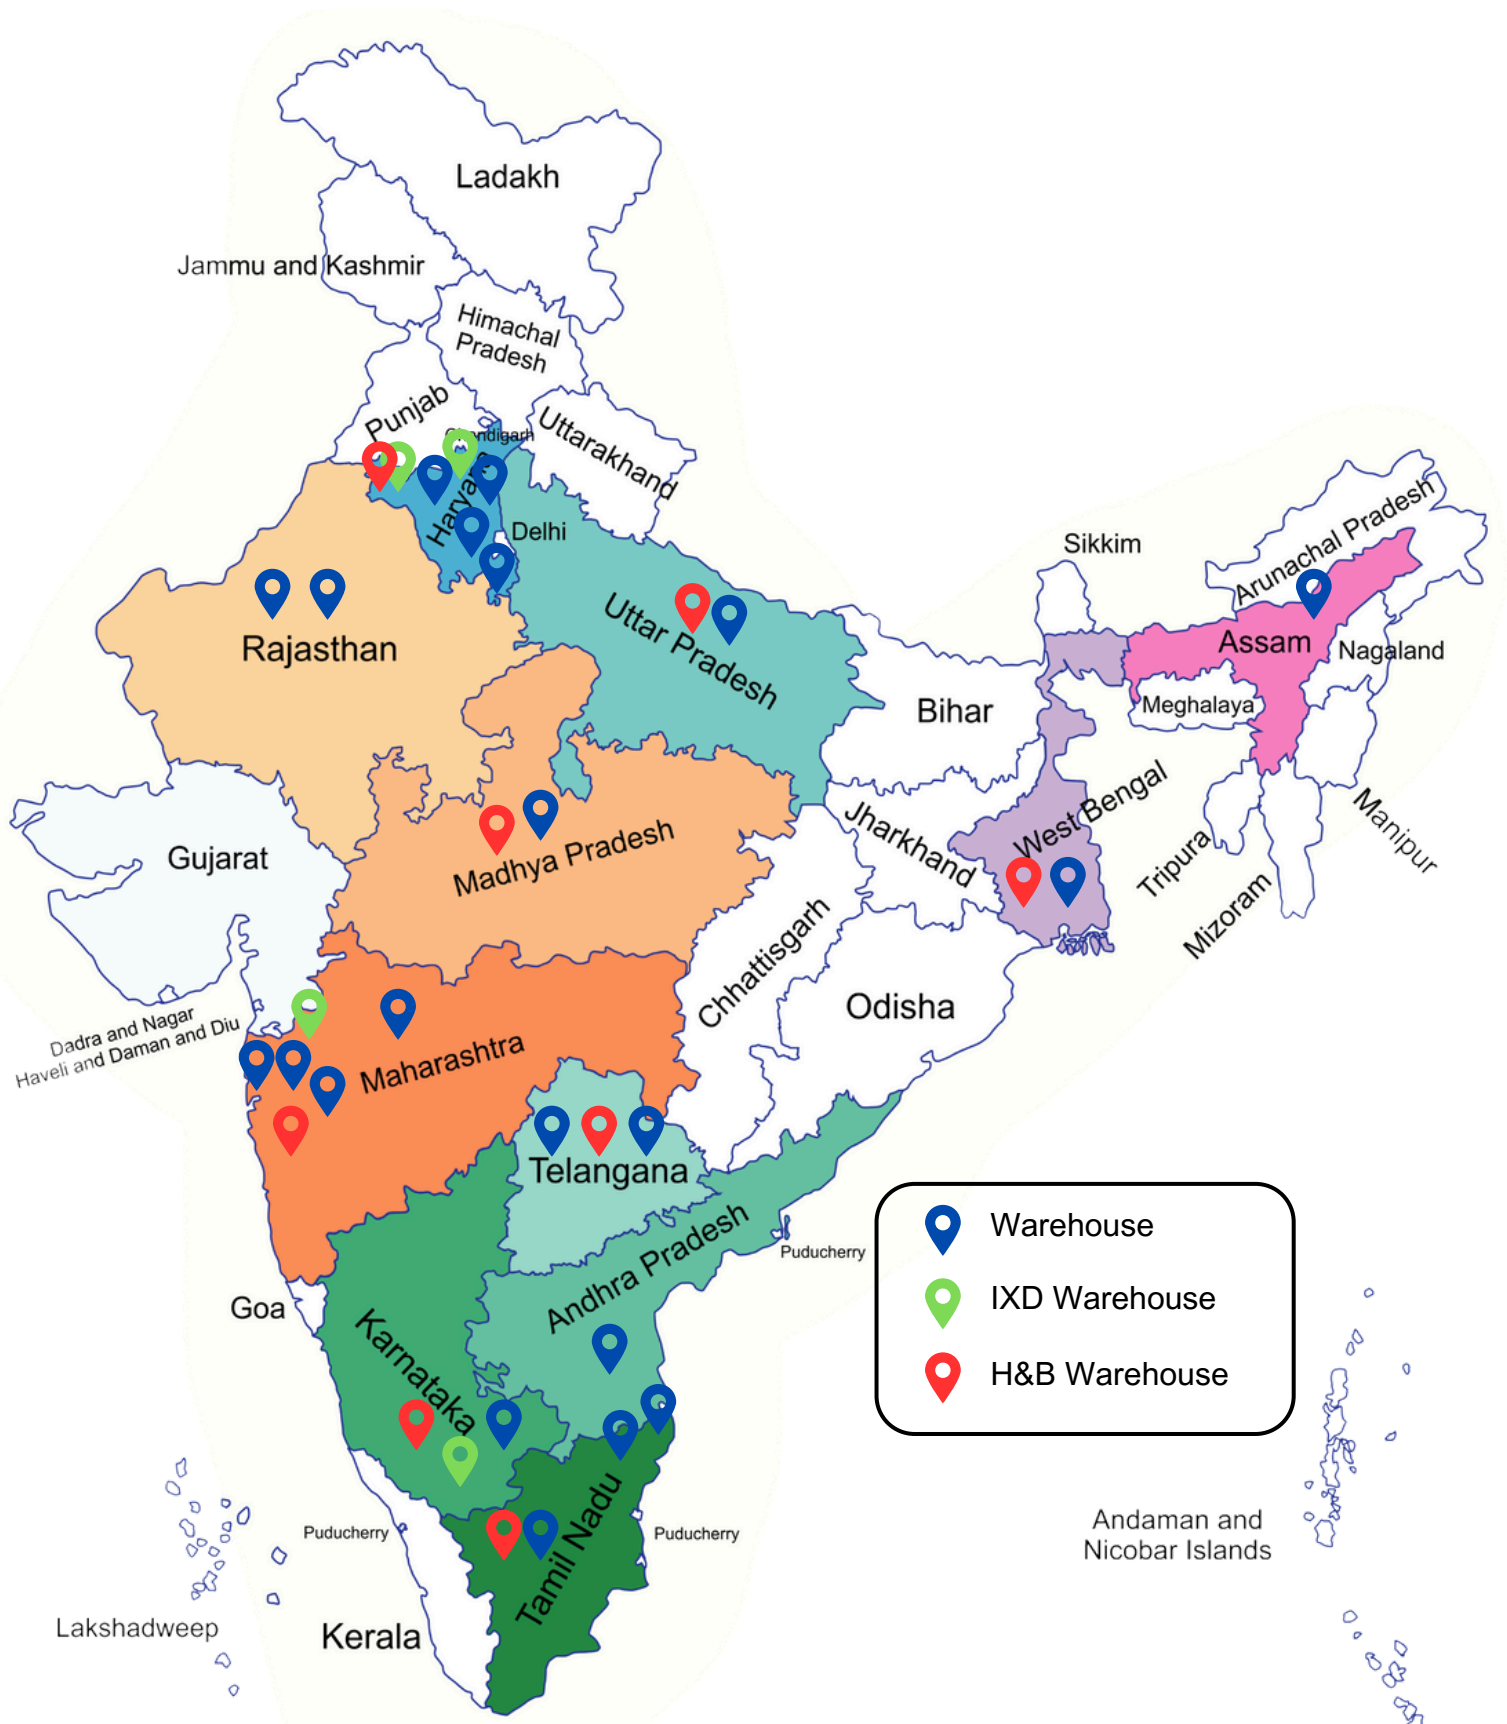 Ladakh
Jammu and Kashmir
Himachal
Pradesh
Punjab
Chandigarh
Uttarakhand
Haryana
Delhi
Sikkim
Arunachal Pradesh
Rajasthan
Uttar Pradesh
Assam
Nagaland
Bihar
Meghalaya
Manipur
Gujarat
Madhya Pradesh
Jharkhand
West Bengal
Tripura
Mizoram
Chhattisgarh
Odisha
Dadra and Nagar
Haveli and Daman and Diu
Maharashtra
Telangana
Andhra Pradesh
Puducherry
Goa
Karnataka
Warehouse
IXD Warehouse
H&B Warehouse
Puducherry
Tamil Nadu
Puducherry
Andaman and
Nicobar Islands
Lakshadweep
Kerala